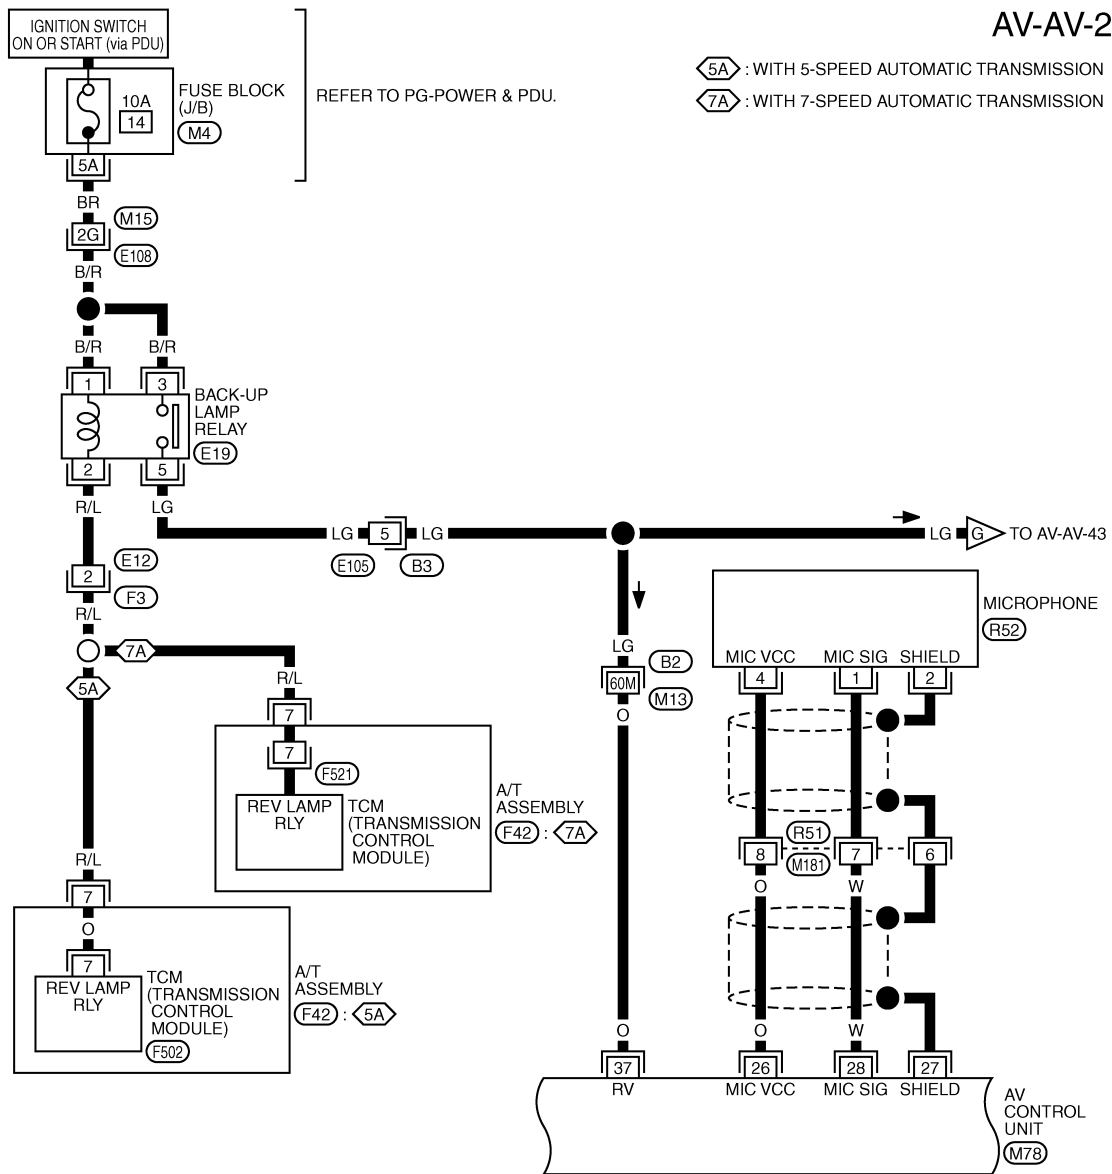 AV-AV-2
IGNITION SWITCH
ON OR START (via PDU)
5A : WITH 5-SPEED AUTOMATIC TRANSMISSION
7A : WITH 7-SPEED AUTOMATIC TRANSMISSION
10A
14
FUSE BLOCK
(J/B)
M4
REFER TO PG-POWER & PDU.
5A
BR
M15
2G
E108
B/R
B/R B/R
1 3
BACK-UP
LAMP
RELAY
E19
2 5
R/L LG
LG 5 LG
E105 B3
LG G TO AV-AV-43
E12
2
F3
R/L
7A
5A
R/L
7
7
F521
REV LAMP
RLY
TCM
(TRANSMISSION
CONTROL
MODULE)
A/T
ASSEMBLY
F42 : 7A
R/L
7
O
7
REV LAMP
RLY
TCM
(TRANSMISSION
CONTROL
MODULE)
F502
A/T
ASSEMBLY
F42 : 5A
LG
B2
60M
M13
O
O
37
RV
MICROPHONE
R52
MIC VCC MIC SIG SHIELD
4 1 2
R51
8 7 6
M181
O W
O W
26 28 27
MIC VCC MIC SIG SHIELD
AV
CONTROL
UNIT
M78